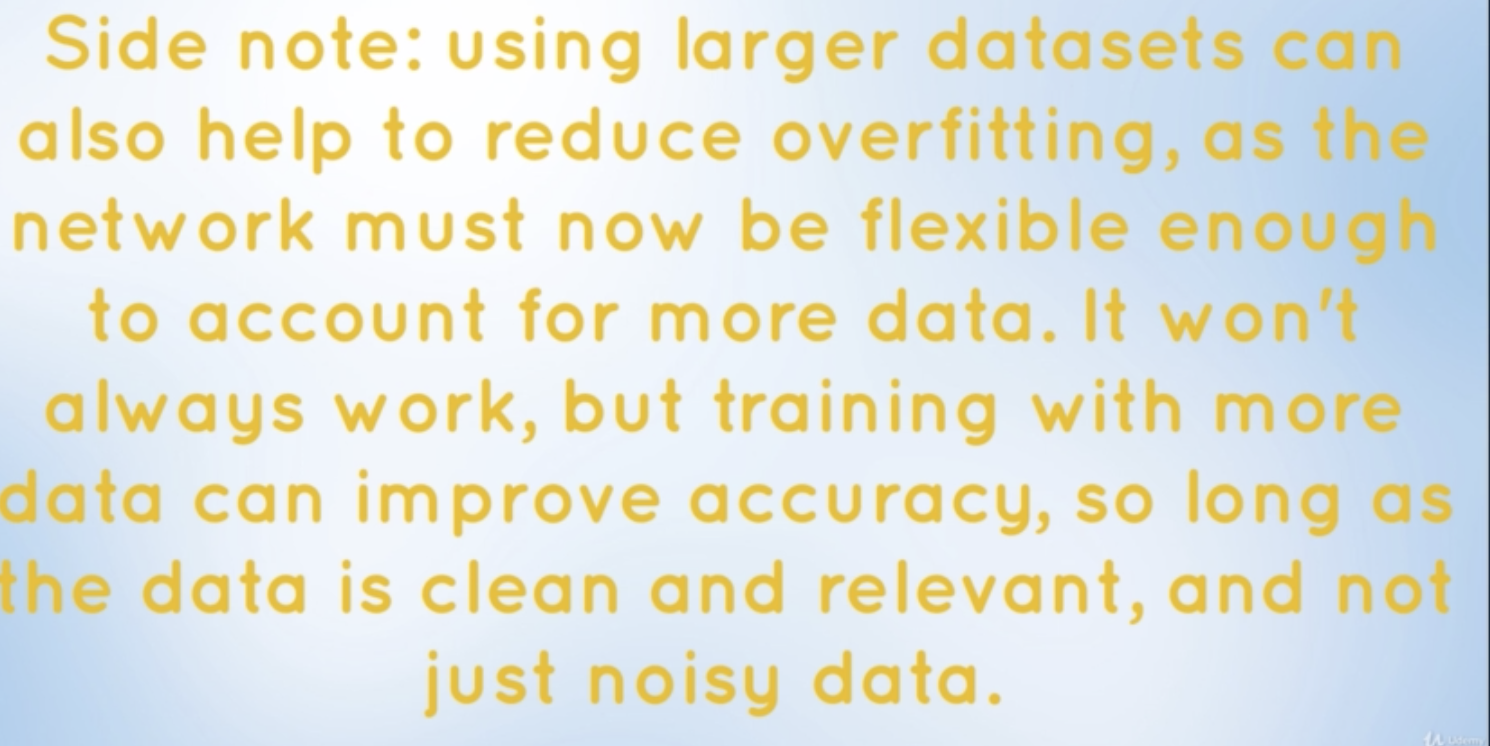 Side note: using larger datasets can
also help to reduce overfitting, as the
network must now be flexible enough
to account for more data. It won't
always work, but training with more
data can improve accuracy, so long as
the data is clean and relevant, and not
just noisy data.
Udemy